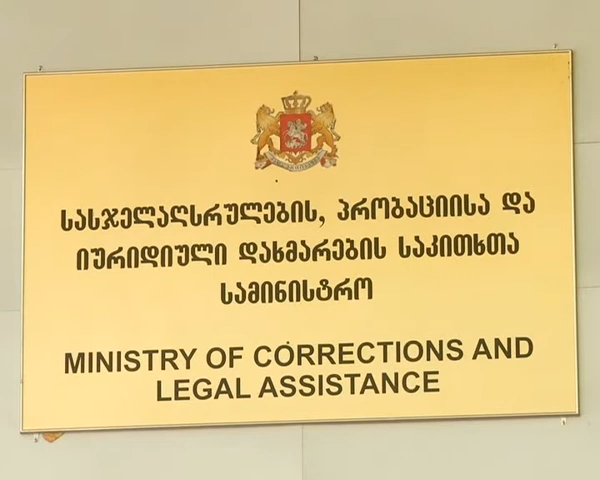 სასჯელაღსრულების, პრობაციისა და
იურიდიული დახმარების საკითხთა
სამინისტრო
MINISTRY OF CORRECTIONS AND
LEGAL ASSISTANCE